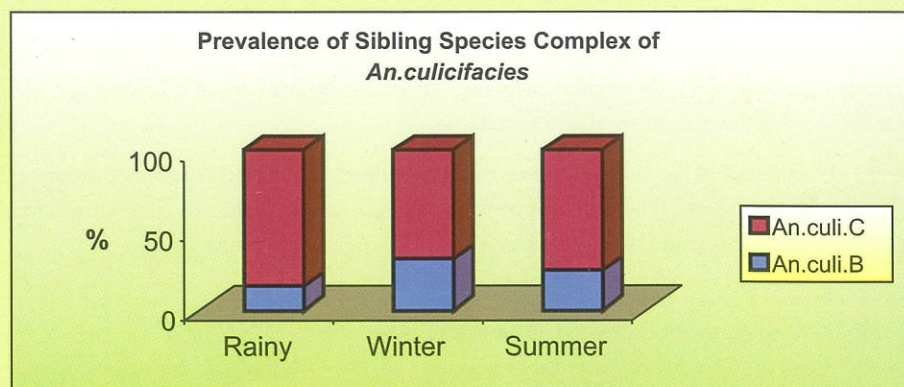 Prevalence of Sibling Species Complex of
An.culicifacies
100
%
50
0
Rainy Winter Summer
An.culi.C
An.culi.B